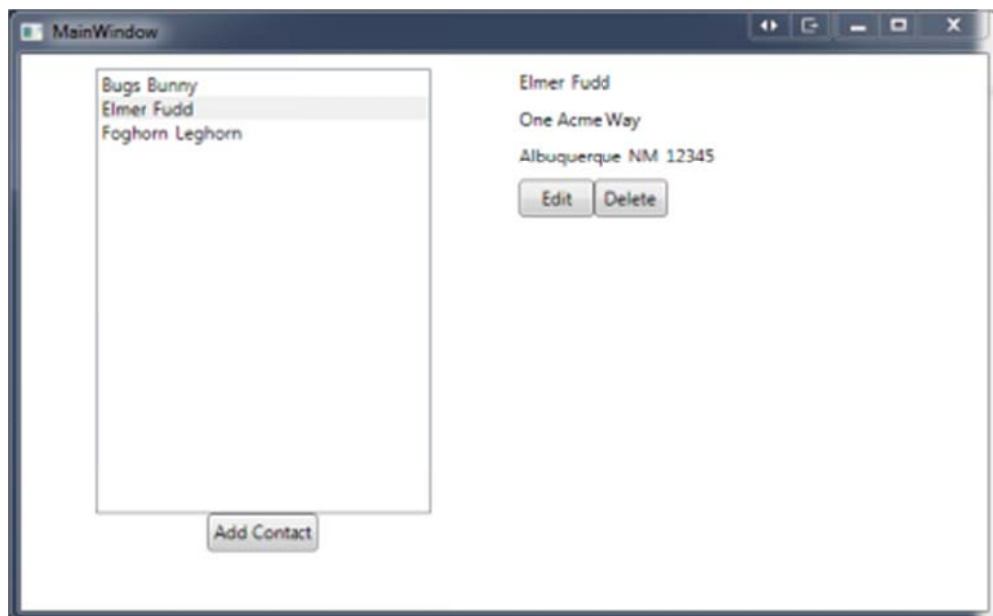 MainWindow
Bugs Bunny
Elmer Fudd
Foghorn Leghorn
Add Contact
Elmer Fudd
One Acme Way
Albuquerque NM 12345
Edit Delete